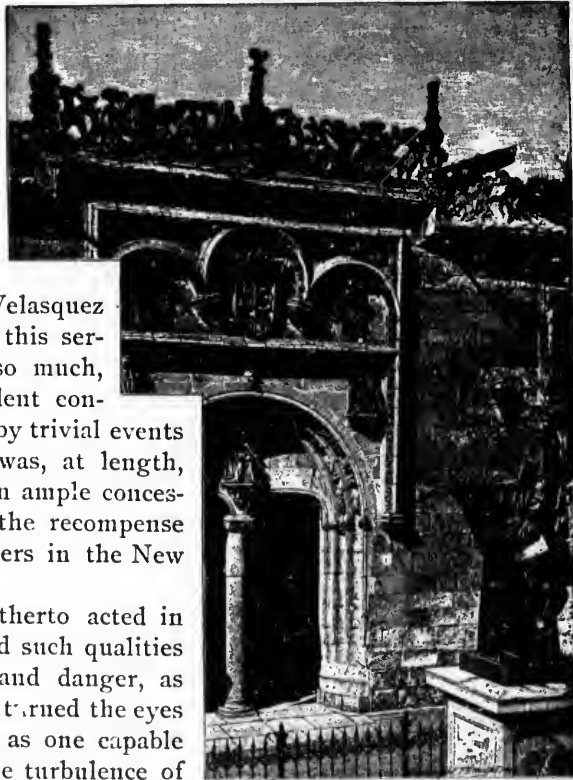 Velasquez
this ser-
so much,
lent con-
by trivial events
was, at length,
n ample conces-
the recompense
ers in the New
therto acted in
d such qualities
and danger, as
turned the eyes
as one capable
e turbulence of